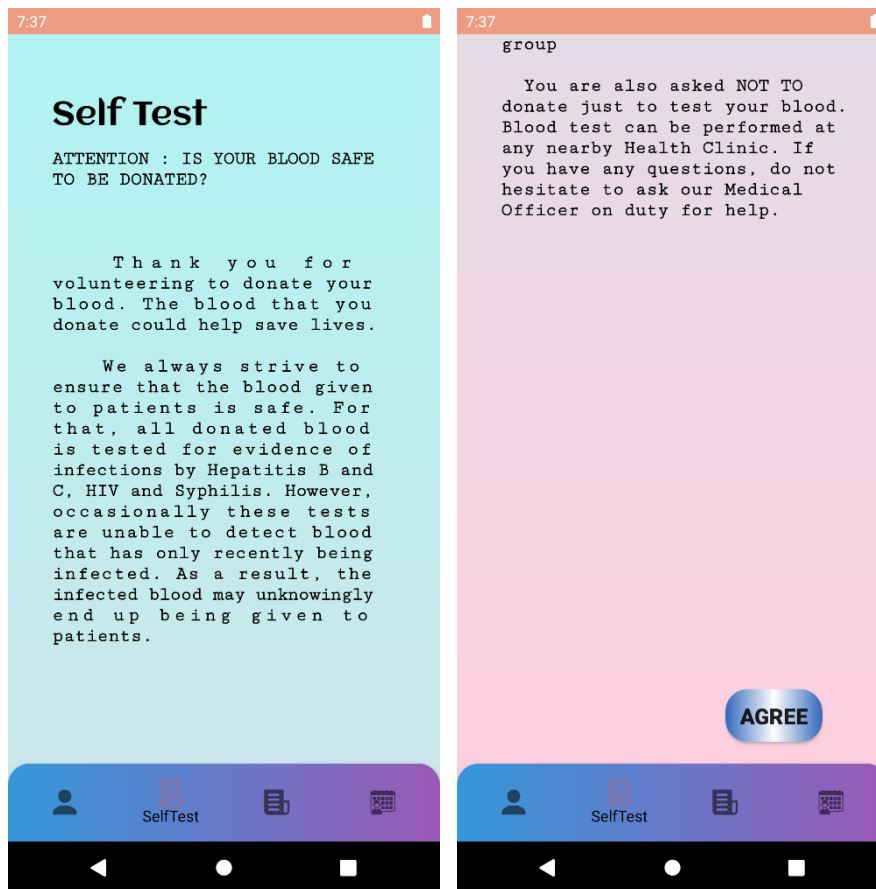 7:37
Self Test
ATTENTION : IS YOUR BLOOD SAFE
TO BE DONATED?
Thank you for
volunteering to donate your
blood. The blood that you
donate could help save lives.
We always strive to
ensure that the blood given
to patients is safe. For
that, all donated blood
is tested for evidence of
infections by Hepatitis B and
C, HIV and Syphilis. However,
occasionally these tests
are unable to detect blood
that has only recently being
infected. As a result, the
infected blood may unknowingly
end up being given to
patients.
SelfTest
7:37
group
You are also asked NOT TO
donate just to test your blood.
Blood test can be performed at
any nearby Health Clinic. If
you have any questions, do not
hesitate to ask our Medical
Officer on duty for help.
AGREE
SelfTest